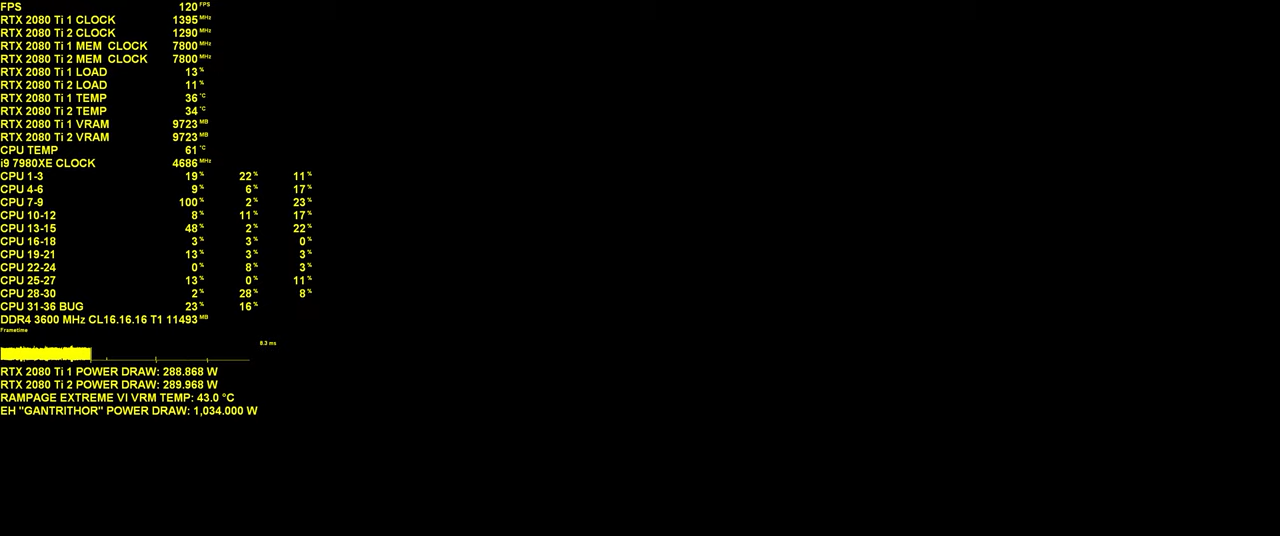 FPS 120 FPS
RTX 2080 Ti 1 CLOCK 1395 MHz
RTX 2080 Ti 2 CLOCK 1290 MHz
RTX 2080 Ti 1 MEM CLOCK 7800 MHz
RTX 2080 Ti 2 MEM CLOCK 7800 MHz
RTX 2080 Ti 1 LOAD 13 %
RTX 2080 Ti 2 LOAD 11 %
RTX 2080 Ti 1 TEMP 36 °C
RTX 2080 Ti 2 TEMP 34 °C
RTX 2080 Ti 1 VRAM 9723 MB
RTX 2080 Ti 2 VRAM 9723 MB
CPU TEMP 61 °C
i9 7980XE CLOCK 4686 MHz
CPU 1-3 19 % 22 % 11 %
CPU 4-6 9 % 6 % 17 %
CPU 7-9 100 % 2 % 23 %
CPU 10-12 8 % 11 % 17 %
CPU 13-15 48 % 2 % 22 %
CPU 16-18 3 % 3 % 0 %
CPU 19-21 13 % 3 % 3 %
CPU 22-24 0 % 8 % 3 %
CPU 25-27 13 % 0 % 11 %
CPU 28-30 2 % 28 % 8 %
CPU 31-36 BUG 23 % 16 %
DDR4 3600 MHz CL16.16.16 T1 11493 MB
Frametime
8.3 ms
RTX 2080 Ti 1 POWER DRAW: 288.868 W
RTX 2080 Ti 2 POWER DRAW: 289.968 W
RAMPAGE EXTREME VI VRM TEMP: 43.0 °C
EH "GANTRITHOR" POWER DRAW: 1,034.000 W